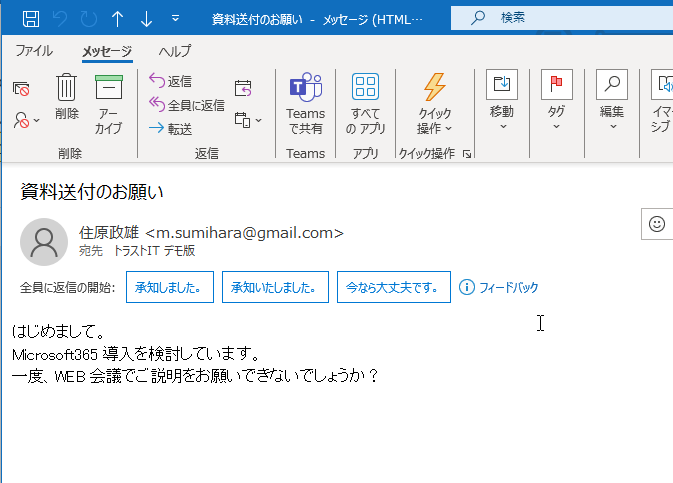 資料送付のお願い - メッセージ (HTML…
検索
ファイル メッセージ ヘルプ
削除
アーカイブ
返信
全員に返信
転送
Teams
で共有
すべて
の アプリ
クイック
操作
移動
タグ
編集
イマ
シブ
削除 返信 Teams アプリ クイック操作
資料送付のお願い
住原政雄 <m.sumihara@gmail.com>
宛先 トラストIT デモ版
全員に返信の開始: 承知しました。 承知いたしました。 今なら大丈夫です。 フィードバック
はじめまして。
Microsoft365 導入を検討しています。
一度、WEB 会議でご説明をお願いできないでしょうか？